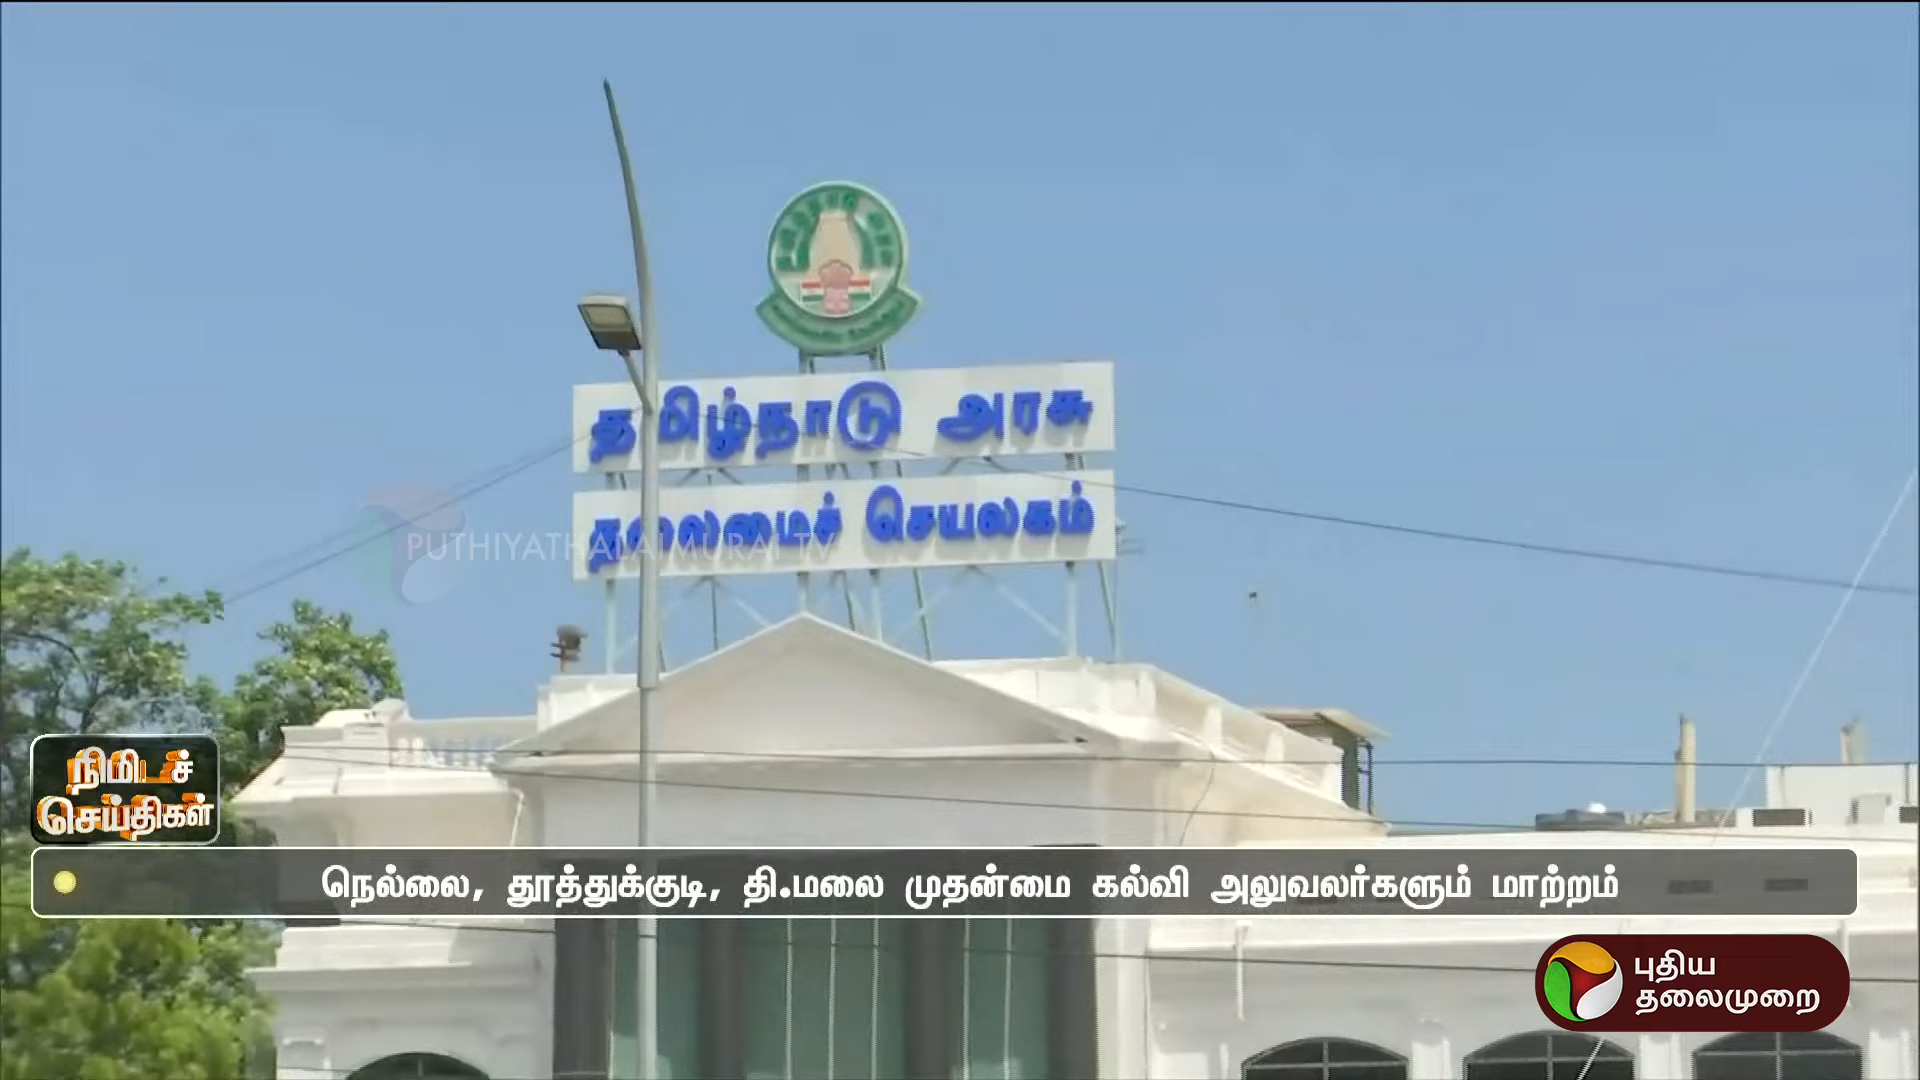 தமிழ்நாடு அரசு
தலைமைச் செயலகம்
PUTHIYATHALAIMURAI TV
நிமிடச்
செய்திகள்
நெல்லை, தூத்துக்குடி, தி.மலை முதன்மை கல்வி அலுவலர்களும் மாற்றம்
புதிய
தலைமுறை